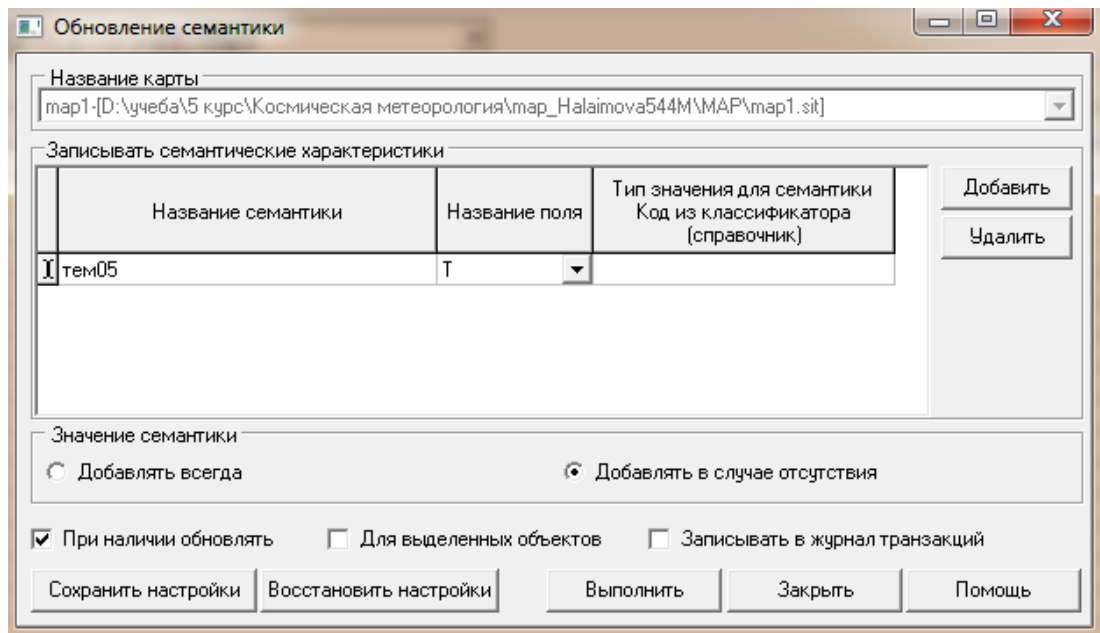 Обновление семантики
Название карты
map1-[D:\учеба\5 курс\Космическая метеорология\map_Halaimova544M\MAP\map1.sit]
Записывать семантические характеристики
Название семантики
Название поля
Тип значения для семантики
Код из классификатора
(справочник)
тем05
T
Добавить
Удалить
Значение семантики
Добавлять всегда
Добавлять в случае отсутствия
При наличии обновлять
Для выделенных объектов
Записывать в журнал транзакций
Сохранить настройки
Восстановить настройки
Выполнить
Закрыть
Помощь